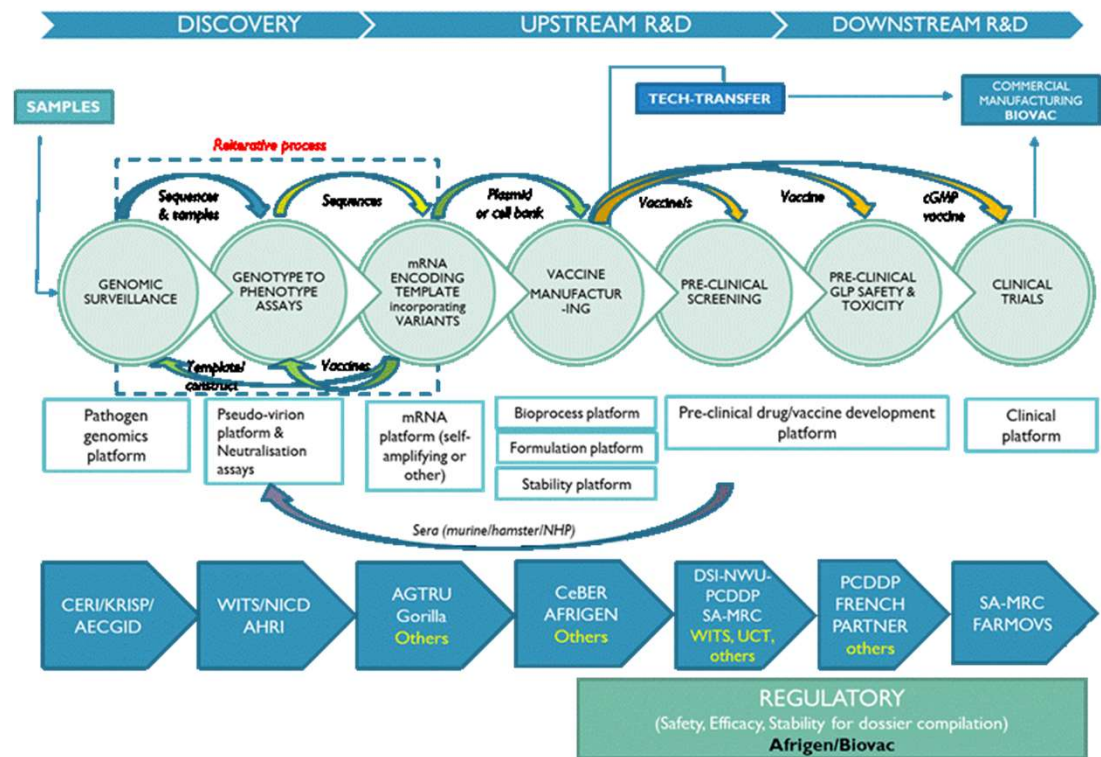 DISCOVERY
UPSTREAM R&D
DOWNSTREAM R&D
SAMPLES
TECH-TRANSFER
COMMERCIAL
MANUFACTURING
BIOVAC
Reiterative process
Sequences
& samples
Sequences
Plasmid
or cell bank
Vaccine/s
Vaccine
cGMP
vaccine
GENOMIC
SURVEILLANCE
GENOTYPE TO
PHENOTYPE
ASSAYS
mRNA
ENCODING
TEMPLATE
incorporating
VARIANTS
VACCINE
MANUFACTUR
-ING
PRE-CLINICAL
SCREENING
PRE-CLINICAL
GLP SAFETY &
TOXICITY
CLINICAL
TRIALS
Template/
construct
Vaccines
Pathogen
genomics
platform
Pseudo-virion
platform &
Neutralisation
assays
mRNA
platform (self-
amplifying or
other)
Bioprocess platform
Formulation platform
Stability platform
Pre-clinical drug/vaccine development
platform
Clinical
platform
Sera (murine/hamster/NHP)
CERI/KRISP/
AECGID
WITS/NICD
AHRI
AGTRU
Gorilla
Others
CeBER
AFRIGEN
Others
DSI-NWU-
PCDDP
SA-MRC
WITS, UCT,
others
PCDDP
FRENCH
PARTNER
others
SA-MRC
FARMOVS
REGULATORY
(Safety, Efficacy, Stability for dossier compilation)
Afrigen/Biovac